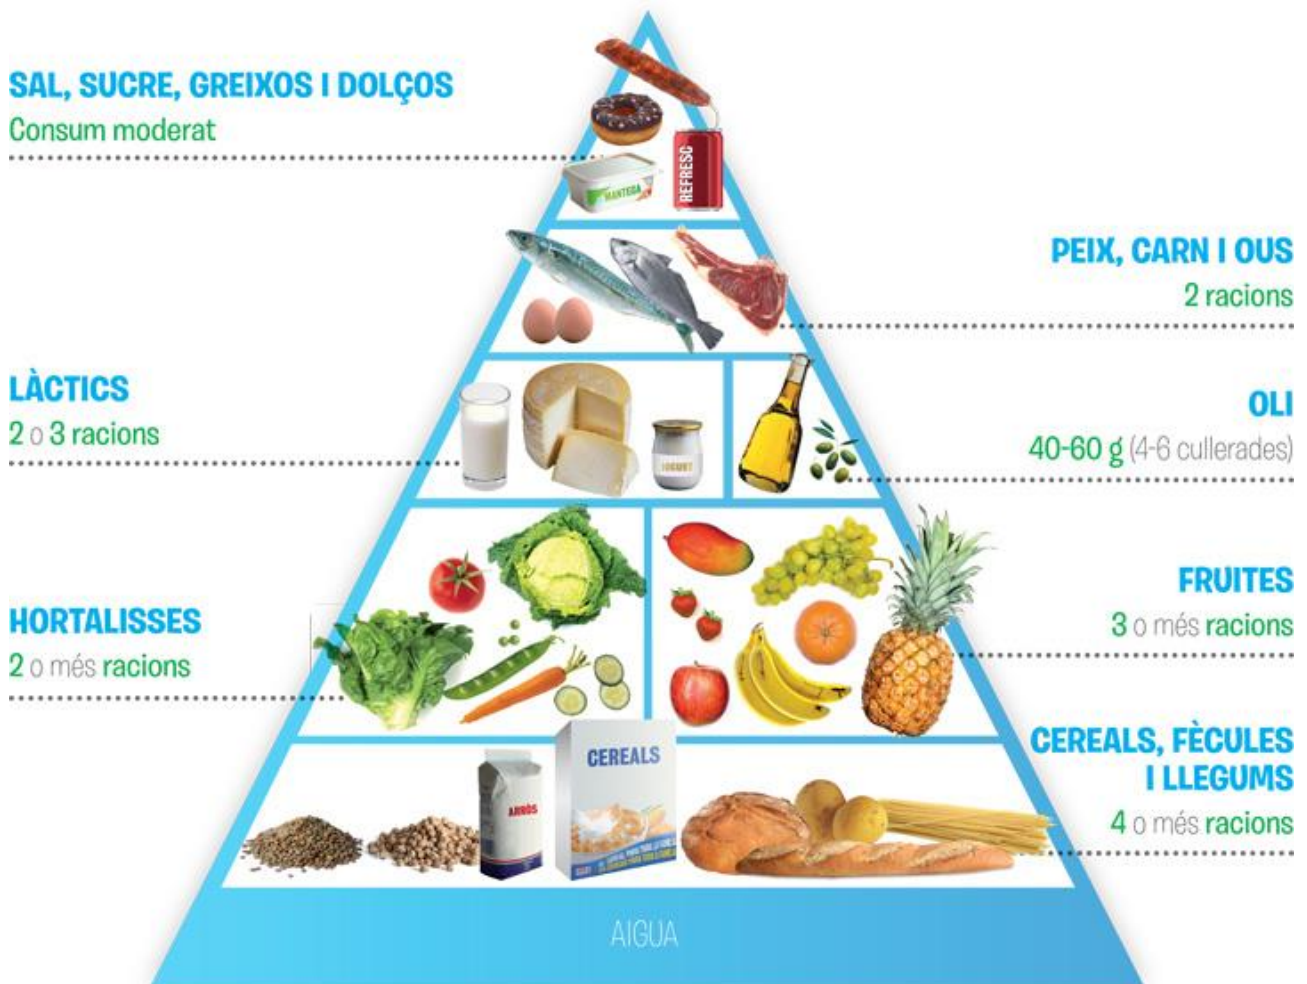 SAL, SUCRE, GREIXOS I DOLÇOS
Consum moderat
MANTEGA
REFRESC
PEIX, CARN I OUS
2 racions
LÀCTICS
2 o 3 racions
IOGURT
OLI
40-60 g (4-6 cullerades)
HORTALISSES
2 o més racions
FRUITES
3 o més racions
CEREALS, FÈCULES
I LLEGUMS
4 o més racions
ARRÒS
CEREALS
AIGUA